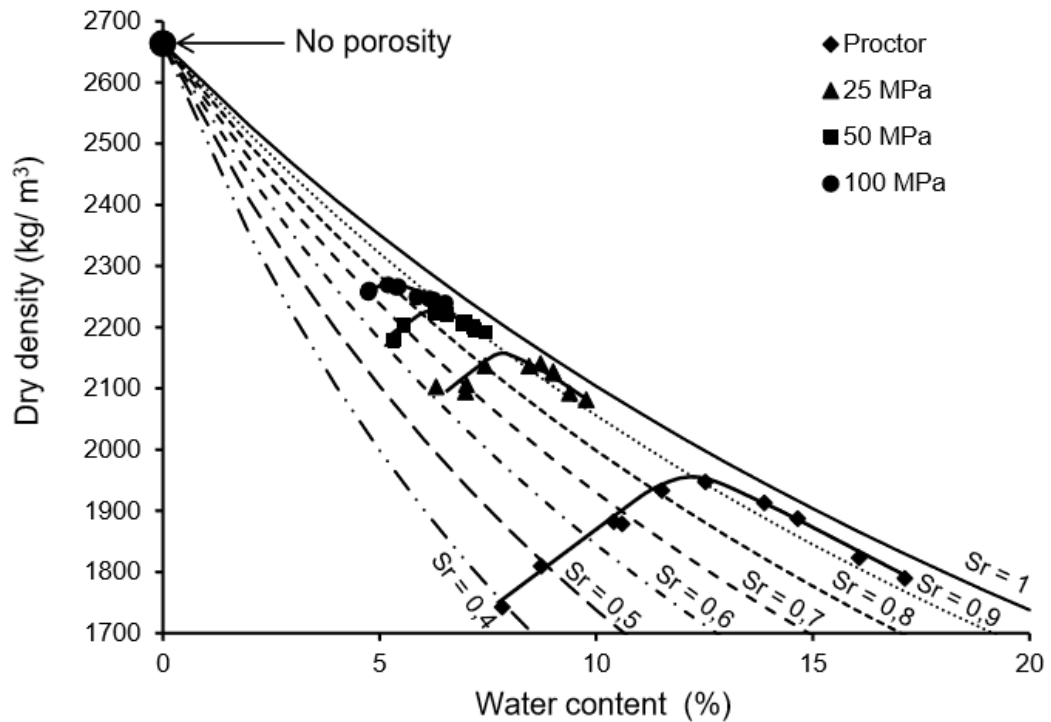 2700
2600
2500
2400
2300
2200
2100
2000
1900
1800
1700
Dry density (kg/ m³)
No porosity
Proctor
25 MPa
50 MPa
100 MPa
Sr = 0,4
Sr = 0,5
Sr = 0,6
Sr = 0,7
Sr = 0,8
Sr = 0,9
Sr = 1
0 5 10 15 20
Water content (%)